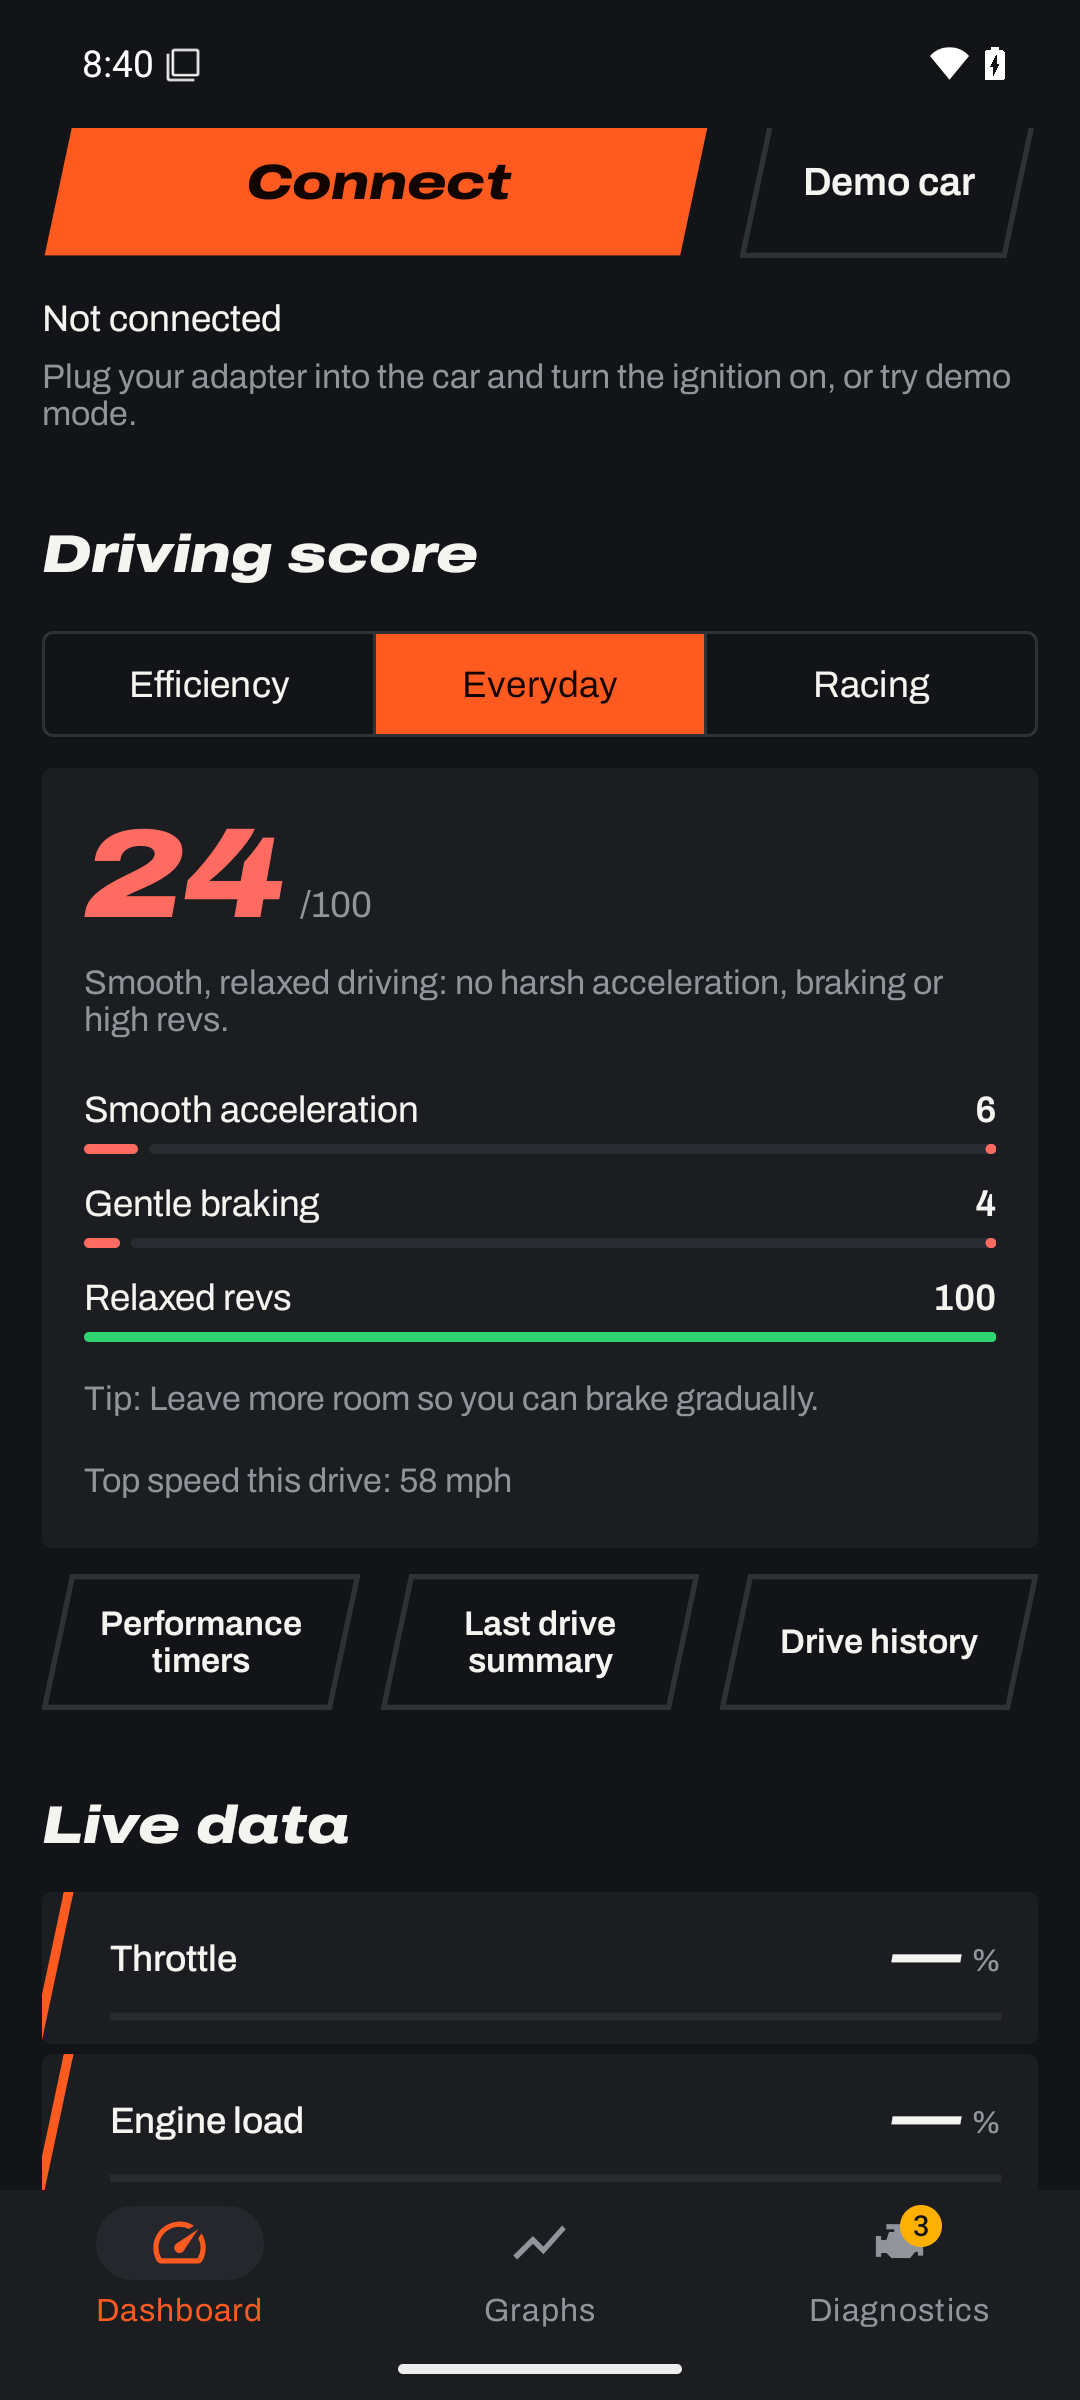 8:40
Connect
Demo car
Not connected
Plug your adapter into the car and turn the ignition on, or try demo
mode.
Driving score
Efficiency
Everyday
Racing
24 /100
Smooth, relaxed driving: no harsh acceleration, braking or
high revs.
Smooth acceleration 6
Gentle braking 4
Relaxed revs 100
Tip: Leave more room so you can brake gradually.
Top speed this drive: 58 mph
Performance
timers
Last drive
summary
Drive history
Live data
Throttle — %
Engine load — %
3
Dashboard
Graphs
Diagnostics